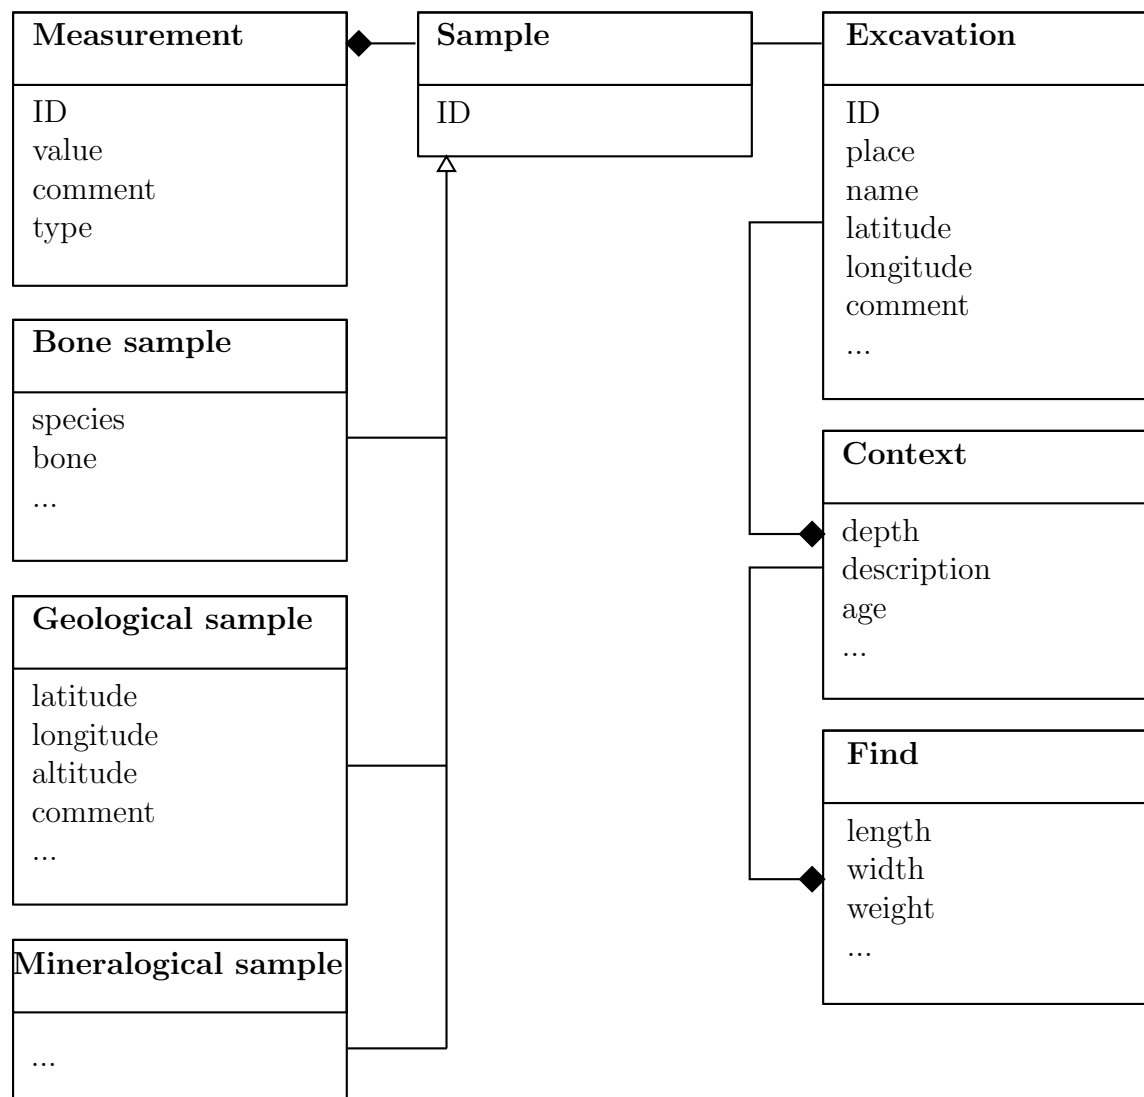 Measurement
ID
value
comment
type
Bone sample
species
bone
...
Geological sample
latitude
longitude
altitude
comment
...
Mineralogical sample
...
Sample
ID
Excavation
ID
place
name
latitude
longitude
comment
...
Context
depth
description
age
...
Find
length
width
weight
...